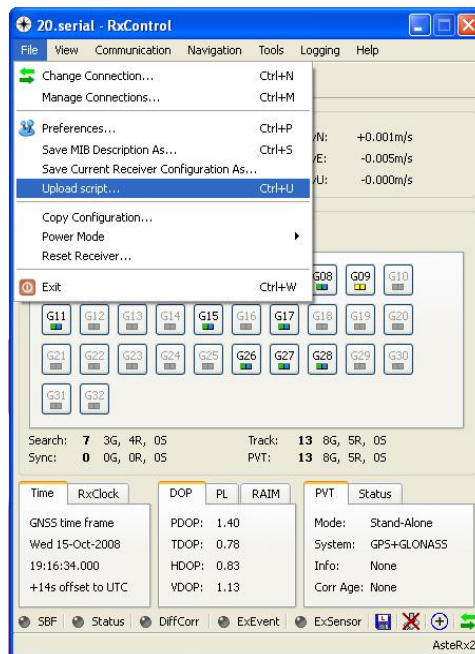 20.serial - RxControl
File View Communication Navigation Tools Logging Help
Change Connection... Ctrl+N
Manage Connections... Ctrl+M
Preferences... Ctrl+P
Save MIB Description As... Ctrl+S
Save Current Receiver Configuration As...
Upload script... Ctrl+U
Copy Configuration...
Power Mode
Reset Receiver...
Exit Ctrl+W
N: +0.001m/s
E: -0.005m/s
U: -0.000m/s
G08 G09 G10
G11 G12 G13 G14 G15 G16 G17 G18 G19 G20
G21 G22 G23 G24 G25 G26 G27 G28 G29 G30
G31 G32
Search: 7 3G, 4R, 0S Track: 13 8G, 5R, 0S
Sync: 0 0G, 0R, 0S PVT: 13 8G, 5R, 0S
Time RxClock DOP PL RAIM PVT Status
GNSS time frame PDOP: 1.40 Mode: Stand-Alone
Wed 15-Oct-2008 TDOP: 0.78 System: GPS+GLONASS
19:16:34.000 HDOP: 0.83 Info: None
+14s offset to UTC VDOP: 1.13 Corr Age: None
SBF Status DiffCorr ExEvent ExSensor
AsteRx2